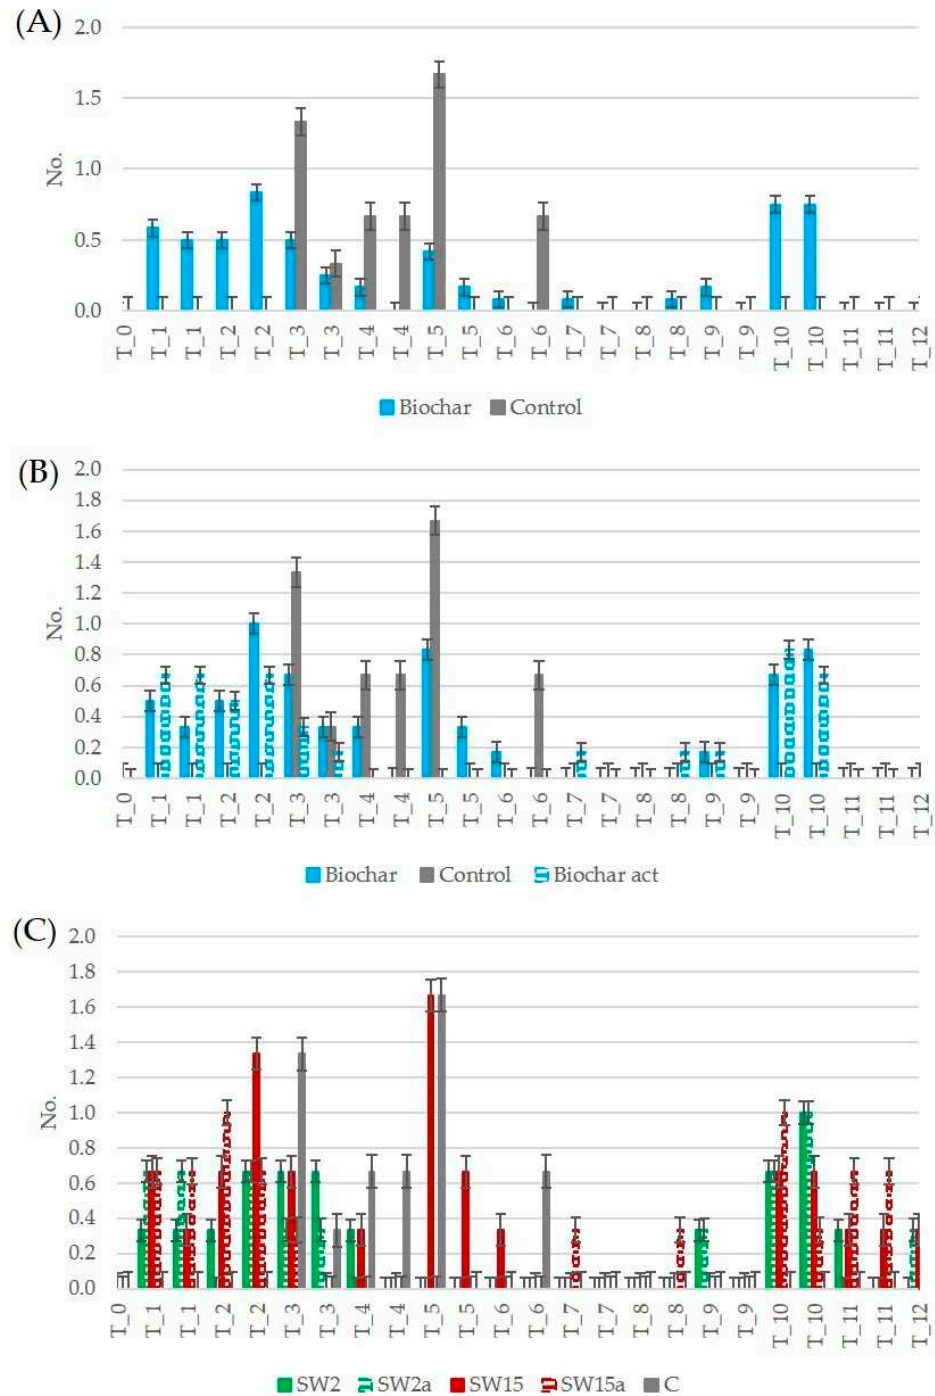 (A)
2.0
1.5
1.0
0.5
0.0
No.
T_0 T_1 T_1 T_2 T_2 T_3 T_3 T_4 T_4 T_5 T_5 T_6 T_6 T_7 T_7 T_8 T_8 T_9 T_9 T_10 T_10 T_11 T_11 T_12
Biochar Control
(B)
2.0
1.8
1.6
1.4
1.2
1.0
0.8
0.6
0.4
0.2
0.0
No.
T_0 T_1 T_1 T_2 T_2 T_3 T_3 T_4 T_4 T_5 T_5 T_6 T_6 T_7 T_7 T_8 T_8 T_9 T_9 T_10 T_10 T_11 T_11 T_12
Biochar Control Biochar act
(C)
2.0
1.8
1.6
1.4
1.2
1.0
0.8
0.6
0.4
0.2
0.0
No.
T_0 T_1 T_1 T_2 T_2 T_3 T_3 T_4 T_4 T_5 T_5 T_6 T_6 T_7 T_7 T_8 T_8 T_9 T_9 T_10 T_10 T_11 T_11 T_12
SW2 SW2a SW15 SW15a C